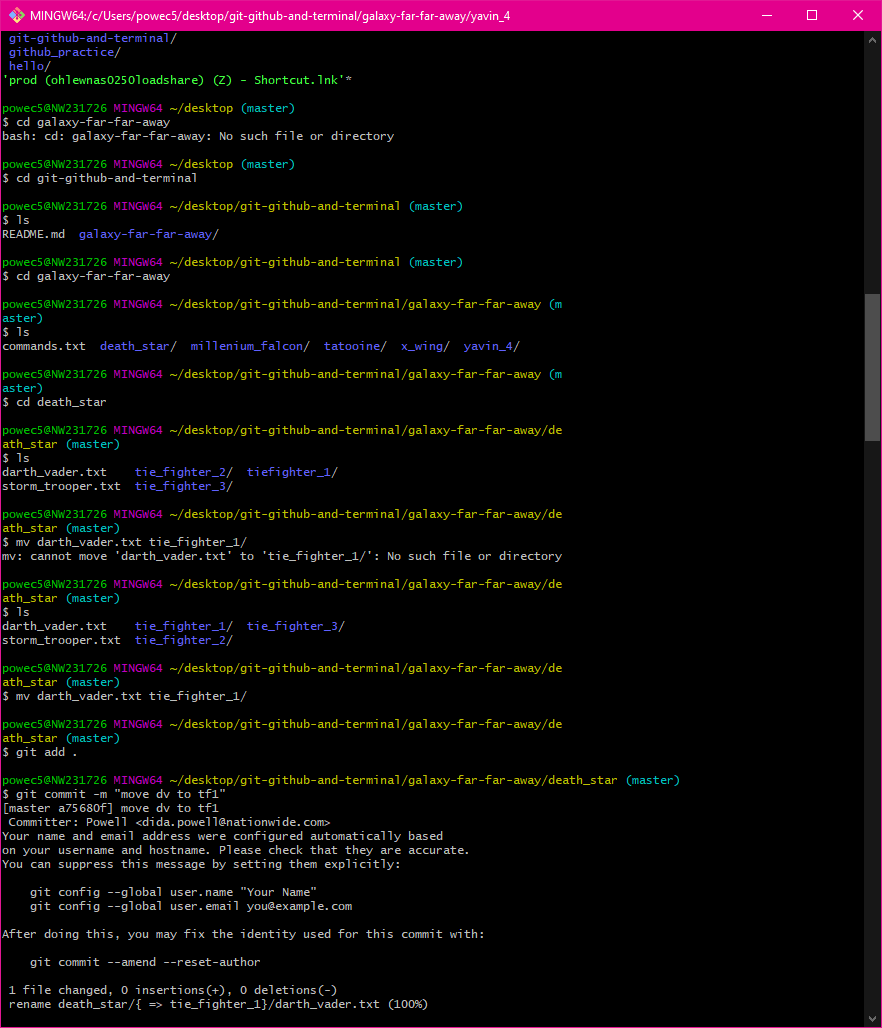 MINGW64:/c/Users/powec5/desktop/git-github-and-terminal/galaxy-far-far-away/yavin_4
git-github-and-terminal/
github_practice/
hello/
'prod (ohlewnas0250loadshare) (Z) - Shortcut.lnk'*
powec5@NW231726 MINGW64 ~/desktop (master)
$ cd galaxy-far-far-away
bash: cd: galaxy-far-far-away: No such file or directory
powec5@NW231726 MINGW64 ~/desktop (master)
$ cd git-github-and-terminal
powec5@NW231726 MINGW64 ~/desktop/git-github-and-terminal (master)
$ ls
README.md  galaxy-far-far-away/
powec5@NW231726 MINGW64 ~/desktop/git-github-and-terminal (master)
$ cd galaxy-far-far-away
powec5@NW231726 MINGW64 ~/desktop/git-github-and-terminal/galaxy-far-far-away (m
aster)
$ ls
commands.txt  death_star/  millenium_falcon/  tatooine/  x_wing/  yavin_4/
powec5@NW231726 MINGW64 ~/desktop/git-github-and-terminal/galaxy-far-far-away (m
aster)
$ cd death_star
powec5@NW231726 MINGW64 ~/desktop/git-github-and-terminal/galaxy-far-far-away/de
ath_star (master)
$ ls
darth_vader.txt    tie_fighter_2/  tiefighter_1/
storm_trooper.txt  tie_fighter_3/
powec5@NW231726 MINGW64 ~/desktop/git-github-and-terminal/galaxy-far-far-away/de
ath_star (master)
$ mv darth_vader.txt tie_fighter_1/
mv: cannot move 'darth_vader.txt' to 'tie_fighter_1/': No such file or directory
powec5@NW231726 MINGW64 ~/desktop/git-github-and-terminal/galaxy-far-far-away/de
ath_star (master)
$ ls
darth_vader.txt    tie_fighter_1/  tie_fighter_3/
storm_trooper.txt  tie_fighter_2/
powec5@NW231726 MINGW64 ~/desktop/git-github-and-terminal/galaxy-far-far-away/de
ath_star (master)
$ mv darth_vader.txt tie_fighter_1/
powec5@NW231726 MINGW64 ~/desktop/git-github-and-terminal/galaxy-far-far-away/de
ath_star (master)
$ git add .
powec5@NW231726 MINGW64 ~/desktop/git-github-and-terminal/galaxy-far-far-away/death_star (master)
$ git commit -m "move dv to tf1"
[master a75680f] move dv to tf1
Committer: Powell <dida.powell@nationwide.com>
Your name and email address were configured automatically based
on your username and hostname. Please check that they are accurate.
You can suppress this message by setting them explicitly:
git config --global user.name "Your Name"
git config --global user.email you@example.com
After doing this, you may fix the identity used for this commit with:
git commit --amend --reset-author
1 file changed, 0 insertions(+), 0 deletions(-)
rename death_star/{ => tie_fighter_1}/darth_vader.txt (100%)